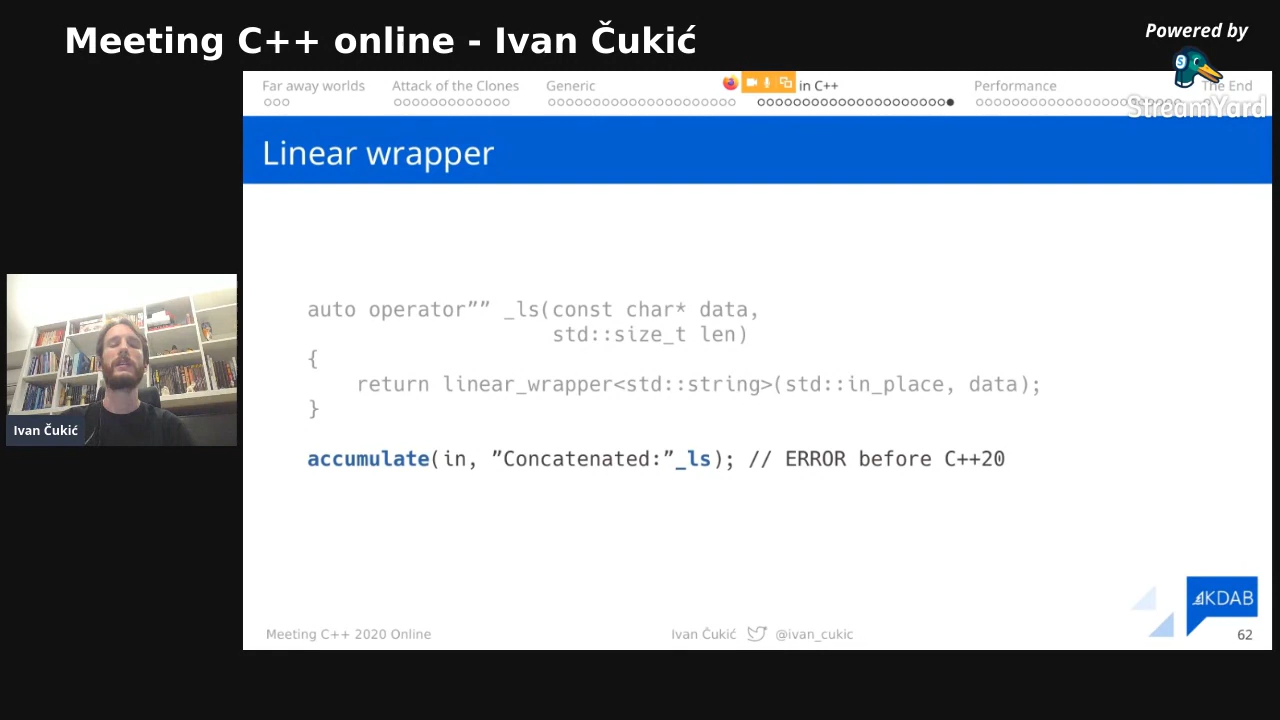 Meeting C++ online - Ivan Čukić
Powered by
StreamYard
Far away worlds
Attack of the Clones
Generic
in C++
Performance
The End
Linear wrapper
auto operator”” _ls(const char* data,
std::size_t len)
{
return linear_wrapper<std::string>(std::in_place, data);
}
accumulate(in, ”Concatenated:”_ls); // ERROR before C++20
Ivan Čukić
KDAB
Meeting C++ 2020 Online
Ivan Čukić @ivan_cukic
62